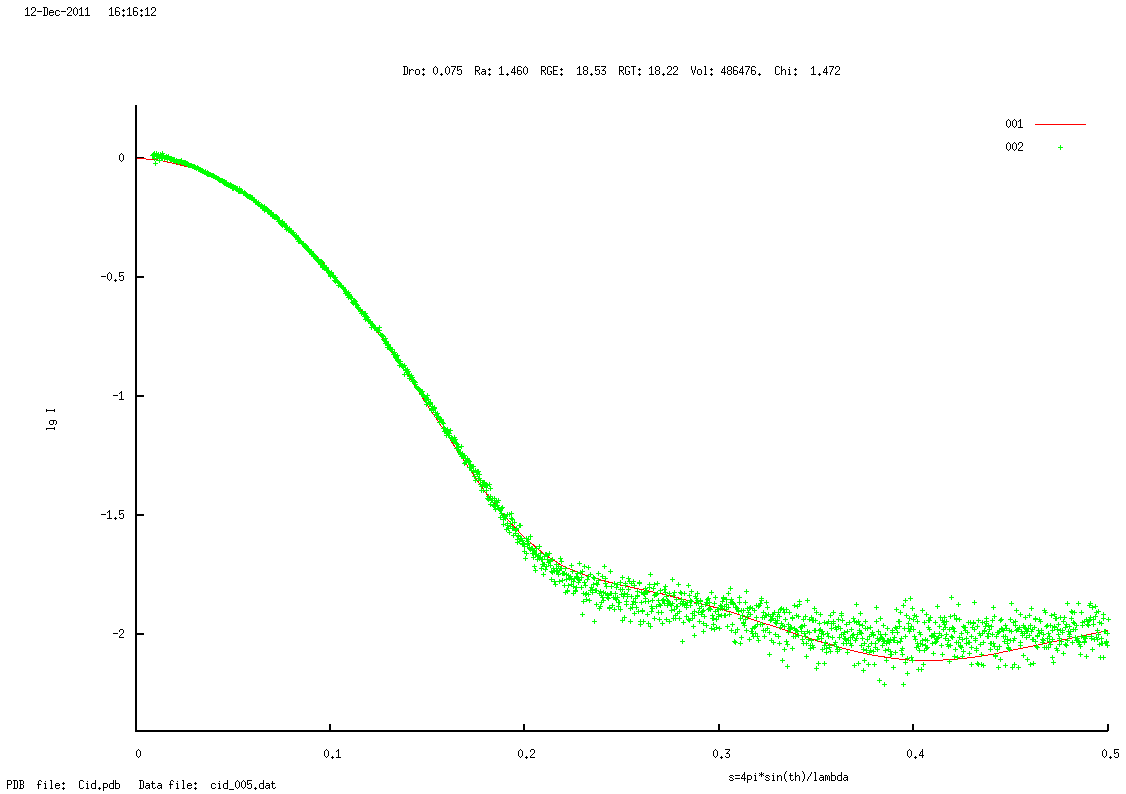 12-Dec-2011   16:16:12
Dro: 0.075  Ra: 1.460  RGE:  18.53  RGT: 18.22  Vol: 486476.  Chi:  1.472
001
002
0
-0.5
-1
-1.5
-2
lg I
0 0.1 0.2 0.3 0.4 0.5
s=4pi*sin(th)/lambda
PDB  file:  Cid.pdb   Data file:  cid_005.dat